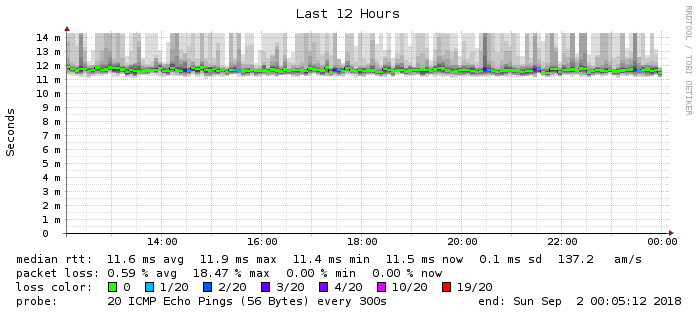 Last 12 Hours
RRDTOOL / TOBI OETIKER
Seconds
14 m
13 m
12 m
11 m
10 m
9 m
8 m
7 m
6 m
5 m
4 m
3 m
2 m
1 m
0
14:00 16:00 18:00 20:00 22:00 00:00
median rtt: 11.6 ms avg 11.9 ms max 11.4 ms min 11.5 ms now 0.1 ms sd 137.2 am/s
packet loss: 0.59 % avg 18.47 % max 0.00 % min 0.00 % now
loss color: 0 1/20 2/20 3/20 4/20 10/20 19/20
probe: 20 ICMP Echo Pings (56 Bytes) every 300s end: Sun Sep 2 00:05:12 2018